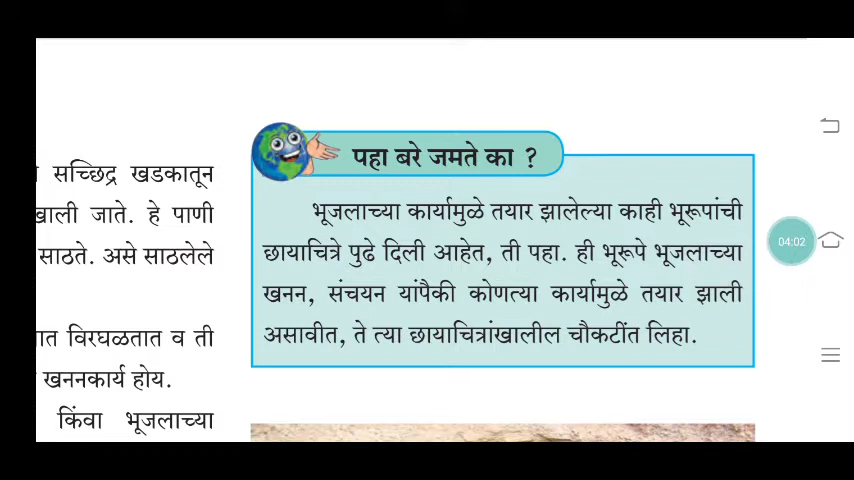 सच्छिद्र खडकातून
खाली जाते. हे पाणी
साठते. असे साठलेले
विरघळतात व ती
खननकार्य होय.
किंवा भूजलाच्या
पहा बरे जमते का ?
भूजलाच्या कार्यामुळे तयार झालेल्या काही भूरूपांची
छायाचित्रे पुढे दिली आहेत, ती पहा. ही भूरूपे भूजलाच्या
खनन, संचयन यांपैकी कोणत्या कार्यामुळे तयार झाली
असावीत, ते त्या छायाचित्रांखालील चौकटींत लिहा.
04:02